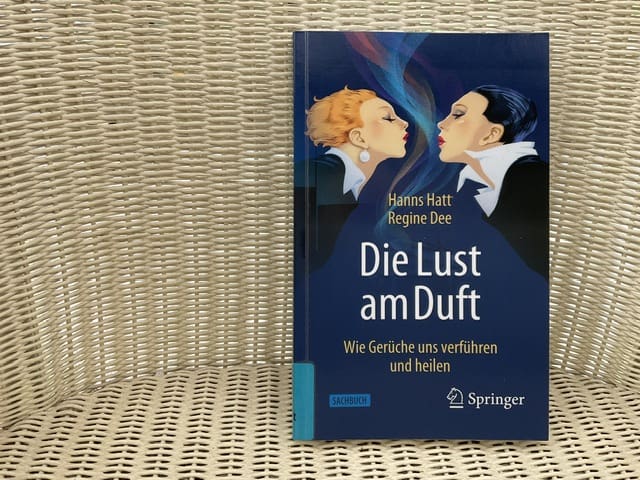 Hanns Hatt
Regine Dee
Die Lust
am Duft
Wie Gerüche uns verführen
und heilen
SACHBUCH
Springer
t